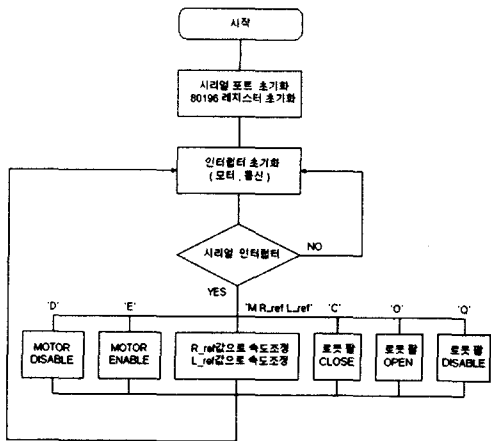 시작
시리얼 포트 초기화
80196 레지스터 초기화
인터럽터 초기화
( 모터 , 통신 )
시리얼 인터럽터
NO
YES
'D'
'E'
'M R_ref L_ref'
'C'
'O'
'Q'
MOTOR
DISABLE
MOTOR
ENABLE
R_ref값으로 속도조정
L_ref값으로 속도조정
로봇 팔
CLOSE
로봇 팔
OPEN
로봇 팔
DISABLE